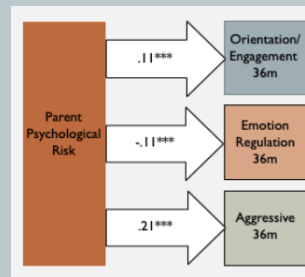 Orientation/
Engagement
36m
.11***
Parent
Psychological
Risk
-.11***
Emotion
Regulation
36m
.21***
Aggressive
36m